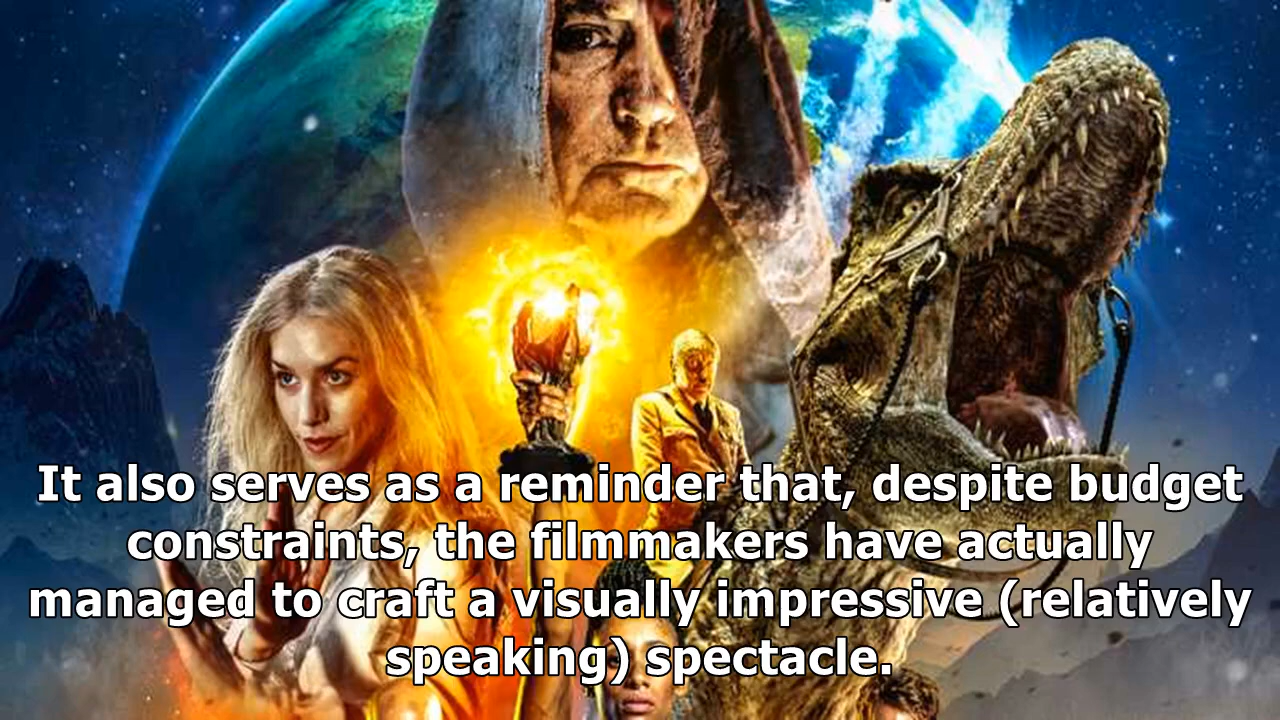 It also serves as a reminder that, despite budget
constraints, the filmmakers have actually
managed to craft a visually impressive (relatively
speaking) spectacle.